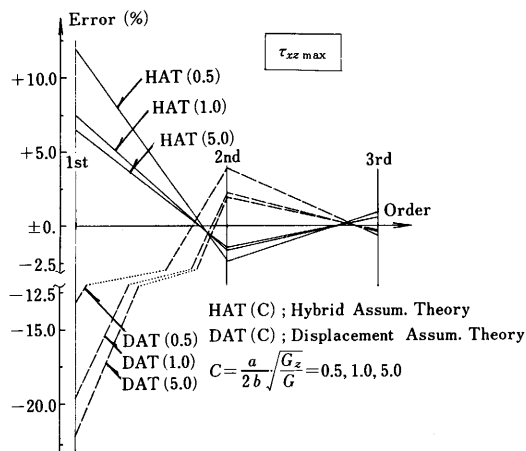 Error (%)
τxz max
+10.0
HAT (0.5)
HAT (1.0)
+5.0
HAT (5.0)
1st
2nd
3rd
Order
±0.
−2.5
−12.5
HAT (C) ; Hybrid Assum. Theory
−15.0
DAT (0.5)
DAT (C) ; Displacement Assum. Theory
DAT (1.0)
DAT (5.0)
C = a/2b √Gz/G = 0.5, 1.0, 5.0
−20.0